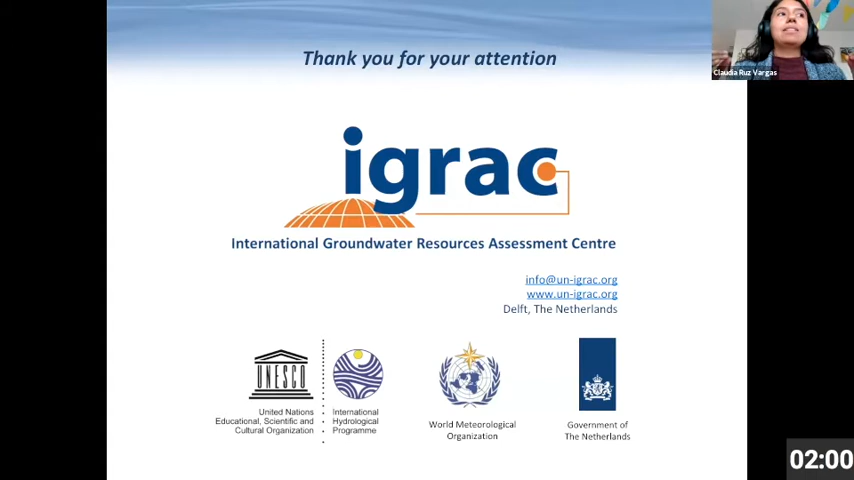 Thank you for your attention
Claudia Ruz Vargas
igrac
International Groundwater Resources Assessment Centre
info@un-igrac.org
www.un-igrac.org
Delft, The Netherlands
UNESCO
United Nations
Educational, Scientific and
Cultural Organization
International
Hydrological
Programme
World Meteorological
Organization
Government of
The Netherlands
02:00